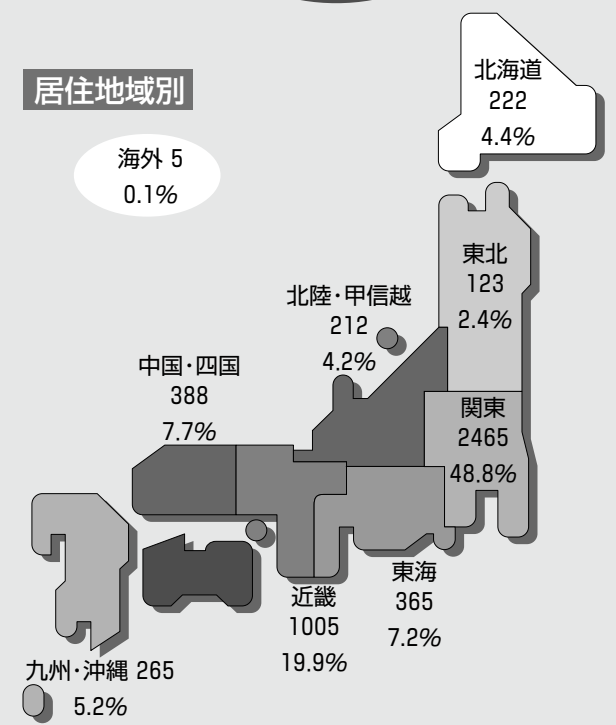 居住地域別
北海道
222
4.4%
海外 5
0.1%
東北
123
2.4%
北陸・甲信越
212
4.2%
中国・四国
388
7.7%
関東
2465
48.8%
東海
365
7.2%
近畿
1005
19.9%
九州・沖縄 265
5.2%